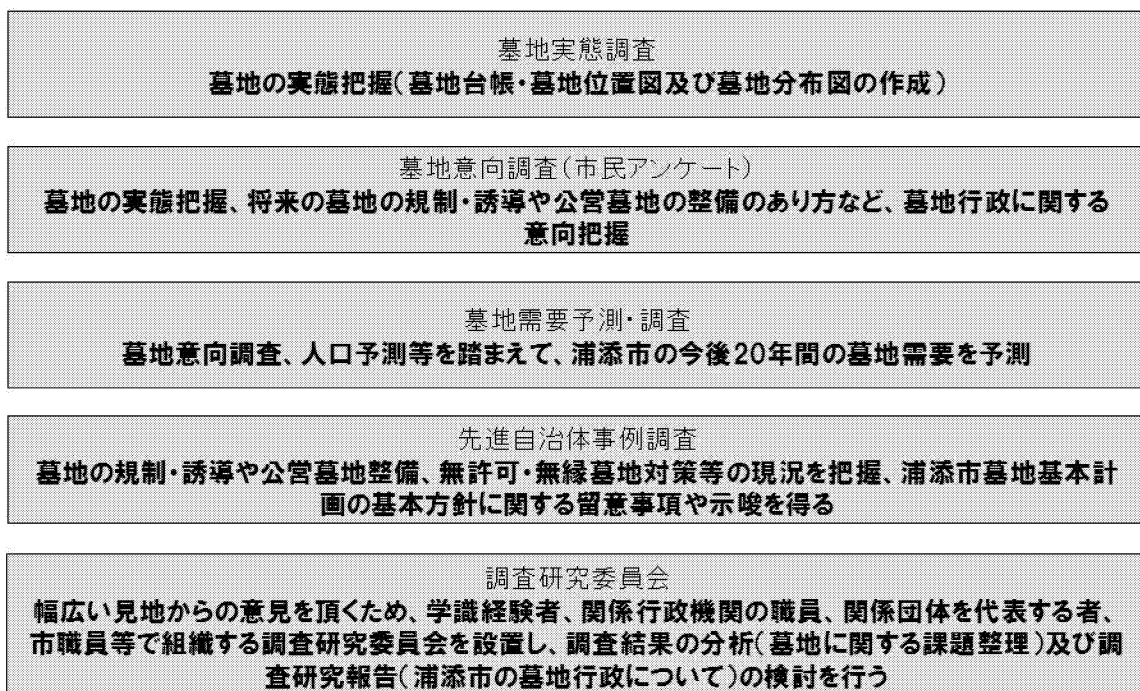 墓地実態調査
墓地の実態把握(墓地台帳・墓地位置図及び墓地分布図の作成)
墓地意向調査(市民アンケート)
墓地の実態把握、将来の墓地の規制・誘導や公営墓地の整備のあり方など、墓地行政に関する
意向把握
墓地需要予測・調査
墓地意向調査、人口予測等を踏まえて、浦添市の今後20年間の墓地需要を予測
先進自治体事例調査
墓地の規制・誘導や公営墓地整備、無許可・無縁墓地対策等の現況を把握、浦添市墓地基本計
画の基本方針に関する留意事項や示唆を得る
調査研究委員会
幅広い見地からの意見を頂くため、学識経験者、関係行政機関の職員、関係団体を代表する者、
市職員等で組織する調査研究委員会を設置し、調査結果の分析(墓地に関する課題整理)及び調
査研究報告(浦添市の墓地行政について)の検討を行う